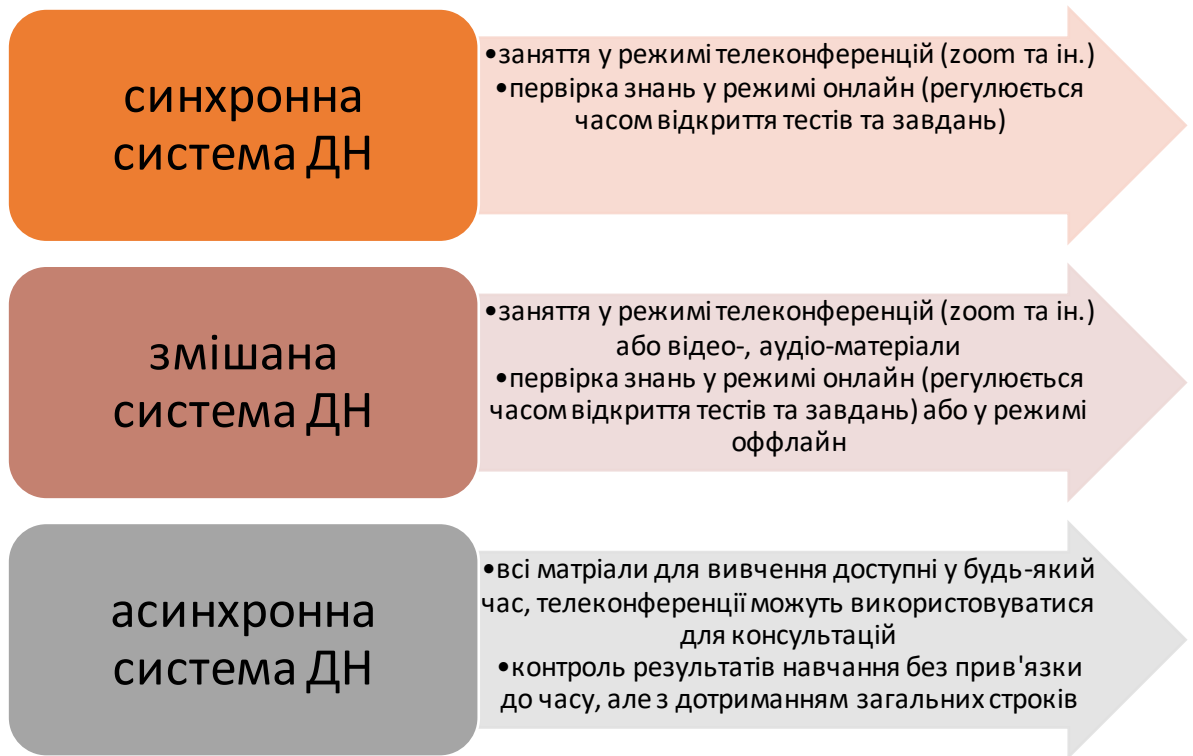 синхронна
система ДН
•заняття у режимі телеконференцій (zoom та ін.)
•первірка знань у режимі онлайн (регулюється
часом відкриття тестів та завдань)
змішана
система ДН
•заняття у режимі телеконференцій (zoom та ін.)
або відео-, аудіо-матеріали
•первірка знань у режимі онлайн (регулюється
часом відкриття тестів та завдань) або у режимі
оффлайн
асинхронна
система ДН
•всі матріали для вивчення доступні у будь-який
час, телеконференції можуть використовуватися
для консультацій
•контроль результатів навчання без прив'язки
до часу, але з дотриманням загальних строків